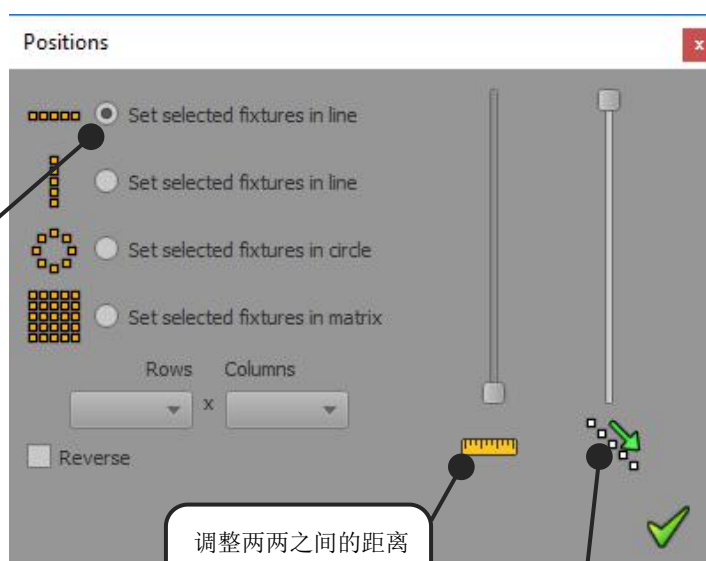 Positions
x
Set selected fixtures in line
Set selected fixtures in line
Set selected fixtures in circle
Set selected fixtures in matrix
Rows Columns
x
Reverse
调整两两之间的距离